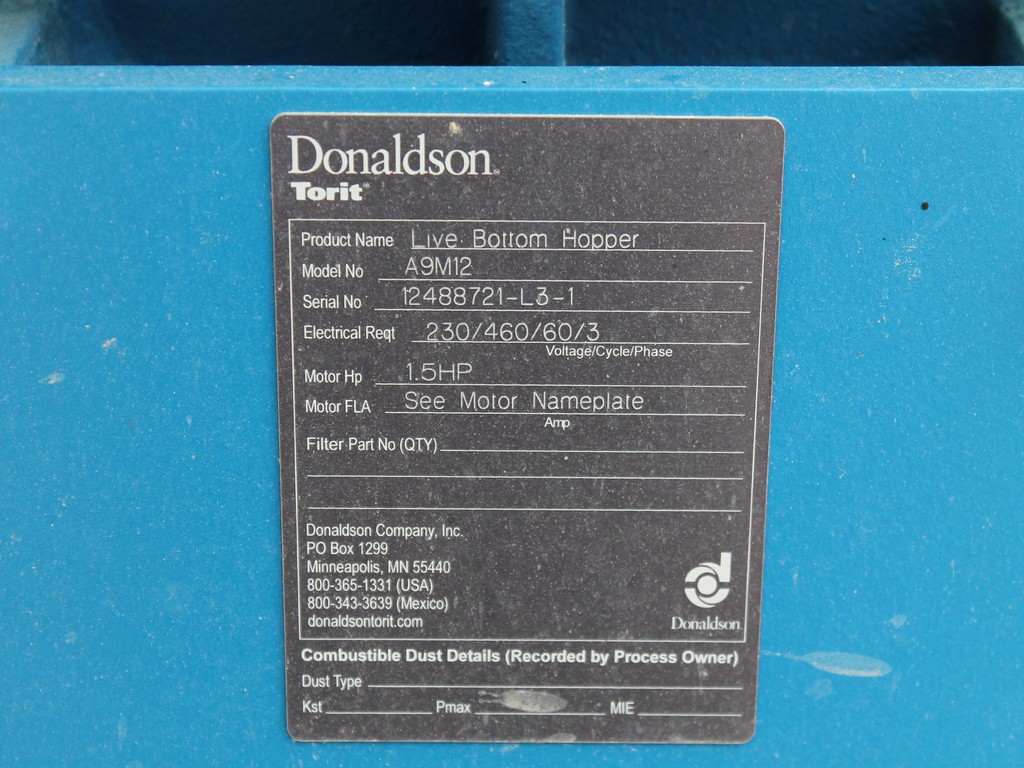 Donaldson®
Torit®
Product Name Live Bottom Hopper
Model No A9M12
Serial No 12488721-L3-1
Electrical Reqt 230/460/60/3
Voltage/Cycle/Phase
Motor Hp 1.5HP
Motor FLA See Motor Nameplate
Amp
Filter Part No (QTY)
Donaldson Company, Inc.
PO Box 1299
Minneapolis, MN 55440
800-365-1331 (USA)
800-343-3639 (Mexico)
donaldsontorit.com
d
Donaldson.
Combustible Dust Details (Recorded by Process Owner)
Dust Type
Kst Pmax MIE